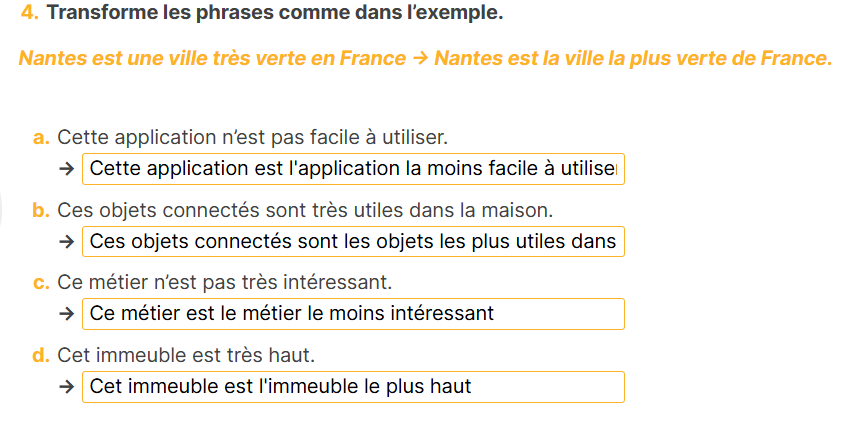 4. Transforme les phrases comme dans l'exemple.
Nantes est une ville très verte en France → Nantes est la ville la plus verte de France.
a. Cette application n'est pas facile à utiliser.
→ Cette application est l'application la moins facile à utilise
b. Ces objets connectés sont très utiles dans la maison.
→ Ces objets connectés sont les objets les plus utiles dans
c. Ce métier n'est pas très intéressant.
→ Ce métier est le métier le moins intéressant
d. Cet immeuble est très haut.
→ Cet immeuble est l'immeuble le plus haut